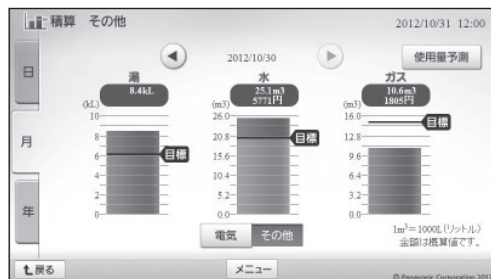 積算 その他
2012/10/31 12:00
2012/10/30
使用量予測
日
月
年
湯
8.4kL
(kL)
10
8
6
4
2
0
目標
水
25.1m3
5771円
(m3)
26.0
20.8
15.6
10.4
5.2
0.0
目標
ガス
10.6m3
1805円
(m3)
16.0
12.8
9.6
6.4
3.2
0.0
目標
電気 その他
1m³=1000L(リットル)
金額は概算値です。
戻る
メニュー
© Panasonic Corporation 2012